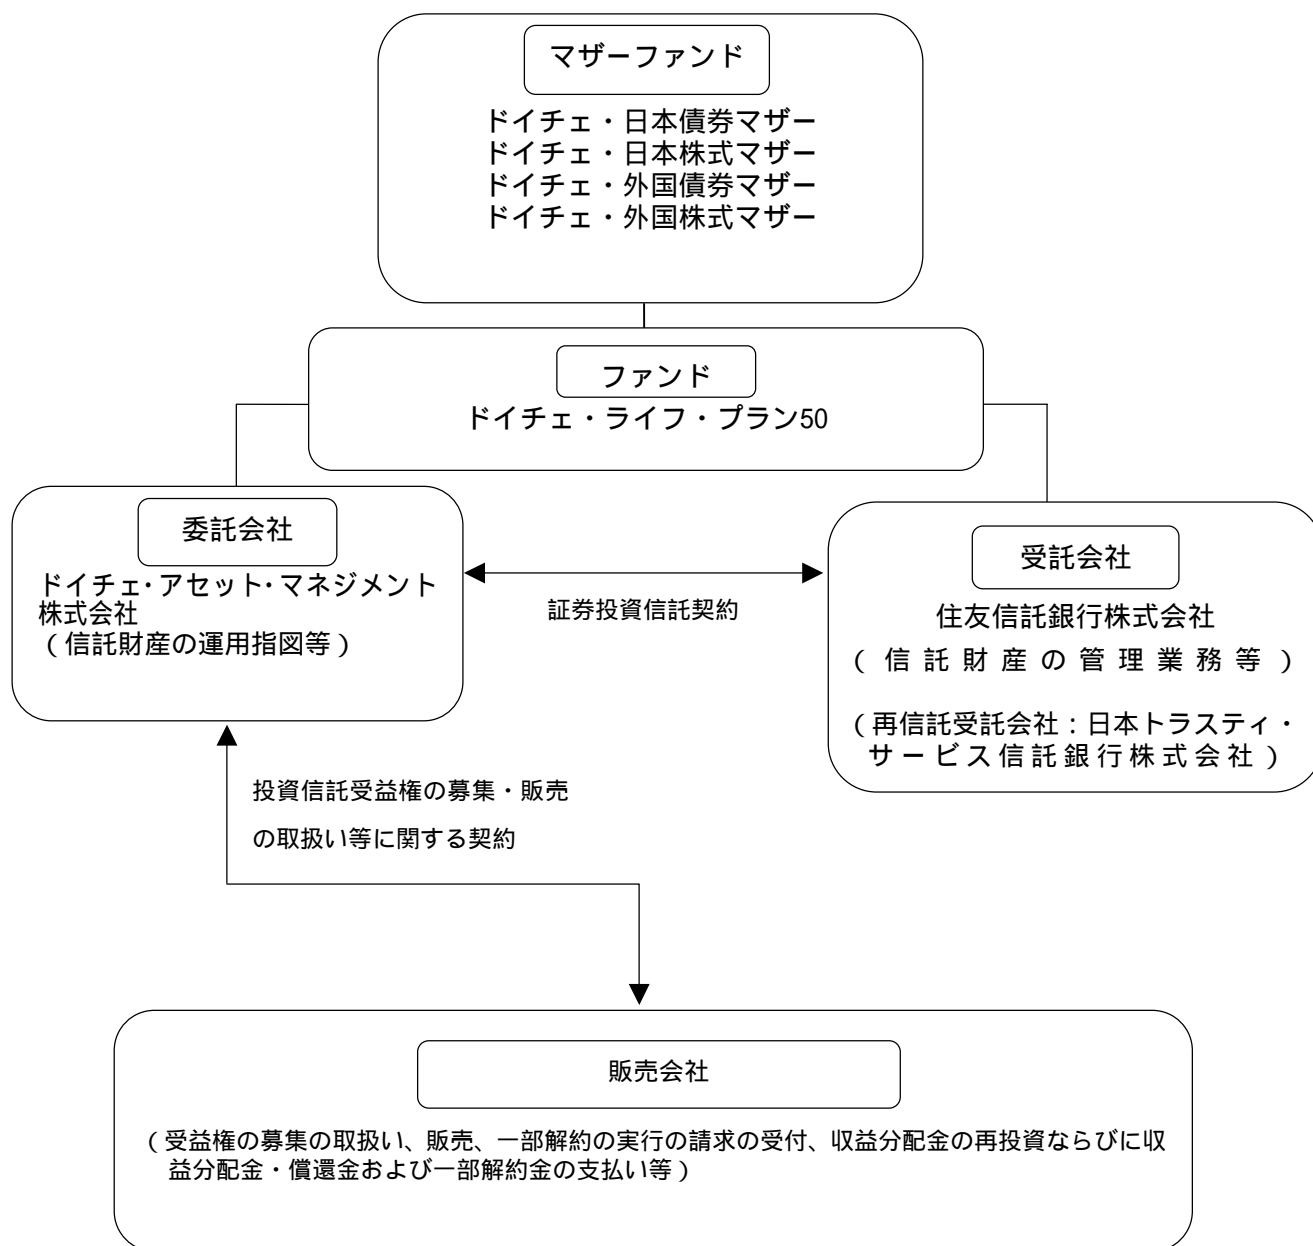 マザーファンド
ドイチェ・日本債券マザー
ドイチェ・日本株式マザー
ドイチェ・外国債券マザー
ドイチェ・外国株式マザー
ファンド
ドイチェ・ライフ・プラン50
委託会社
ドイチェ・アセット・マネジメント
株式会社
(信託財産の運用指図等)
証券投資信託契約
受託会社
住友信託銀行株式会社
(信託財産の管理業務等)
(再信託受託会社:日本トラスティ・
サービス信託銀行株式会社)
投資信託受益権の募集・販売
の取扱い等に関する契約
販売会社
(受益権の募集の取扱い、販売、一部解約の実行の請求の受付、収益分配金の再投資ならびに収
益分配金・償還金および一部解約金の支払い等)